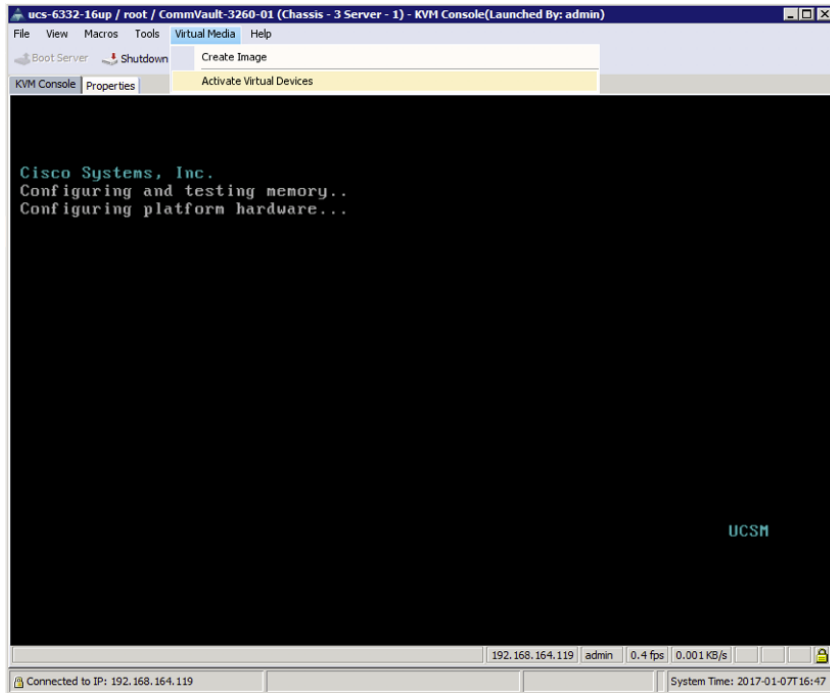 ucs-6332-16up / root / CommVault-3260-01 (Chassis - 3 Server - 1) - KVM Console(Launched By: admin)
File View Macros Tools Virtual Media Help
Boot Server Shutdown Create Image
KVM Console Properties Activate Virtual Devices
Cisco Systems, Inc.
Configuring and testing memory..
Configuring platform hardware...
UCSM
192.168.164.119 admin 0.4 fps 0.001 KB/s
Connected to IP: 192.168.164.119 System Time: 2017-01-07T16:47